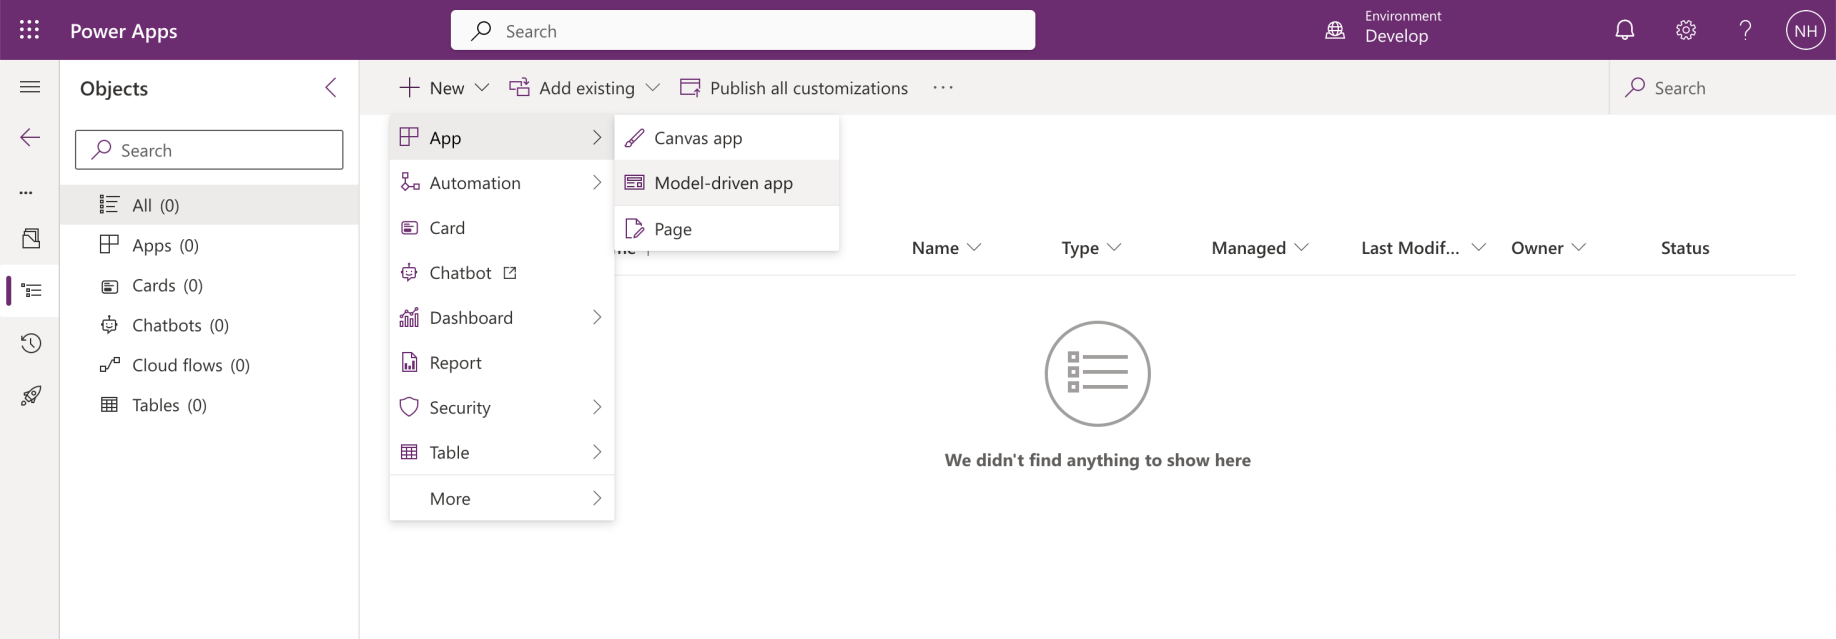 Power Apps
Search
Environment
Develop
?
NH
Objects
Search
All (0)
Apps (0)
Cards (0)
Chatbots (0)
Cloud flows (0)
Tables (0)
New
Add existing
Publish all customizations
...
Search
App
Automation
Card
Chatbot
Dashboard
Report
Security
Table
More
Canvas app
Model-driven app
Page
Name
Type
Managed
Last Modif...
Owner
Status
We didn't find anything to show here